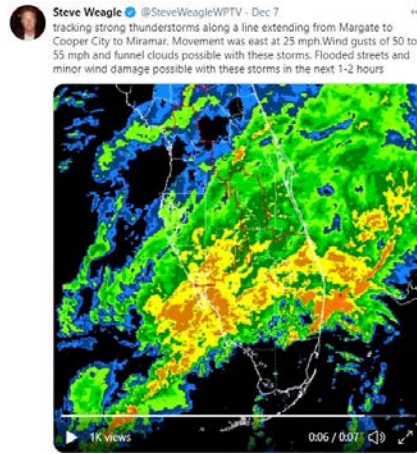 Steve Weagle @SteveWeagleWPTV · Dec 7
tracking strong thunderstorms along a line extending from Margate to
Cooper City to Miramar. Movement was east at 25 mph.Wind gusts of 50 to
55 mph and funnel clouds possible with these storms. Flooded streets and
minor wind damage possible with these storms in the next 1-2 hours
1K views
0:06 / 0:07